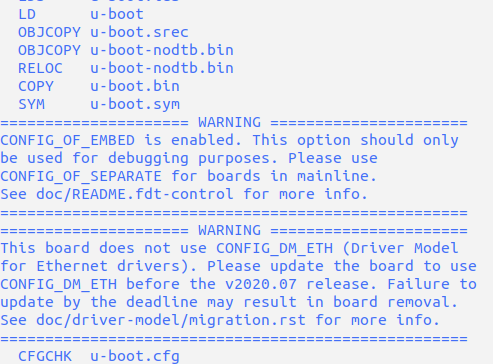 LD      u-boot
OBJCOPY u-boot.srec
OBJCOPY u-boot-nodtb.bin
RELOC   u-boot-nodtb.bin
COPY    u-boot.bin
SYM     u-boot.sym
===================== WARNING ======================
CONFIG_OF_EMBED is enabled. This option should only
be used for debugging purposes. Please use
CONFIG_OF_SEPARATE for boards in mainline.
See doc/README.fdt-control for more info.
====================================================
===================== WARNING ======================
This board does not use CONFIG_DM_ETH (Driver Model
for Ethernet drivers). Please update the board to use
CONFIG_DM_ETH before the v2020.07 release. Failure to
update by the deadline may result in board removal.
See doc/driver-model/migration.rst for more info.
====================================================
CFGCHK  u-boot.cfg